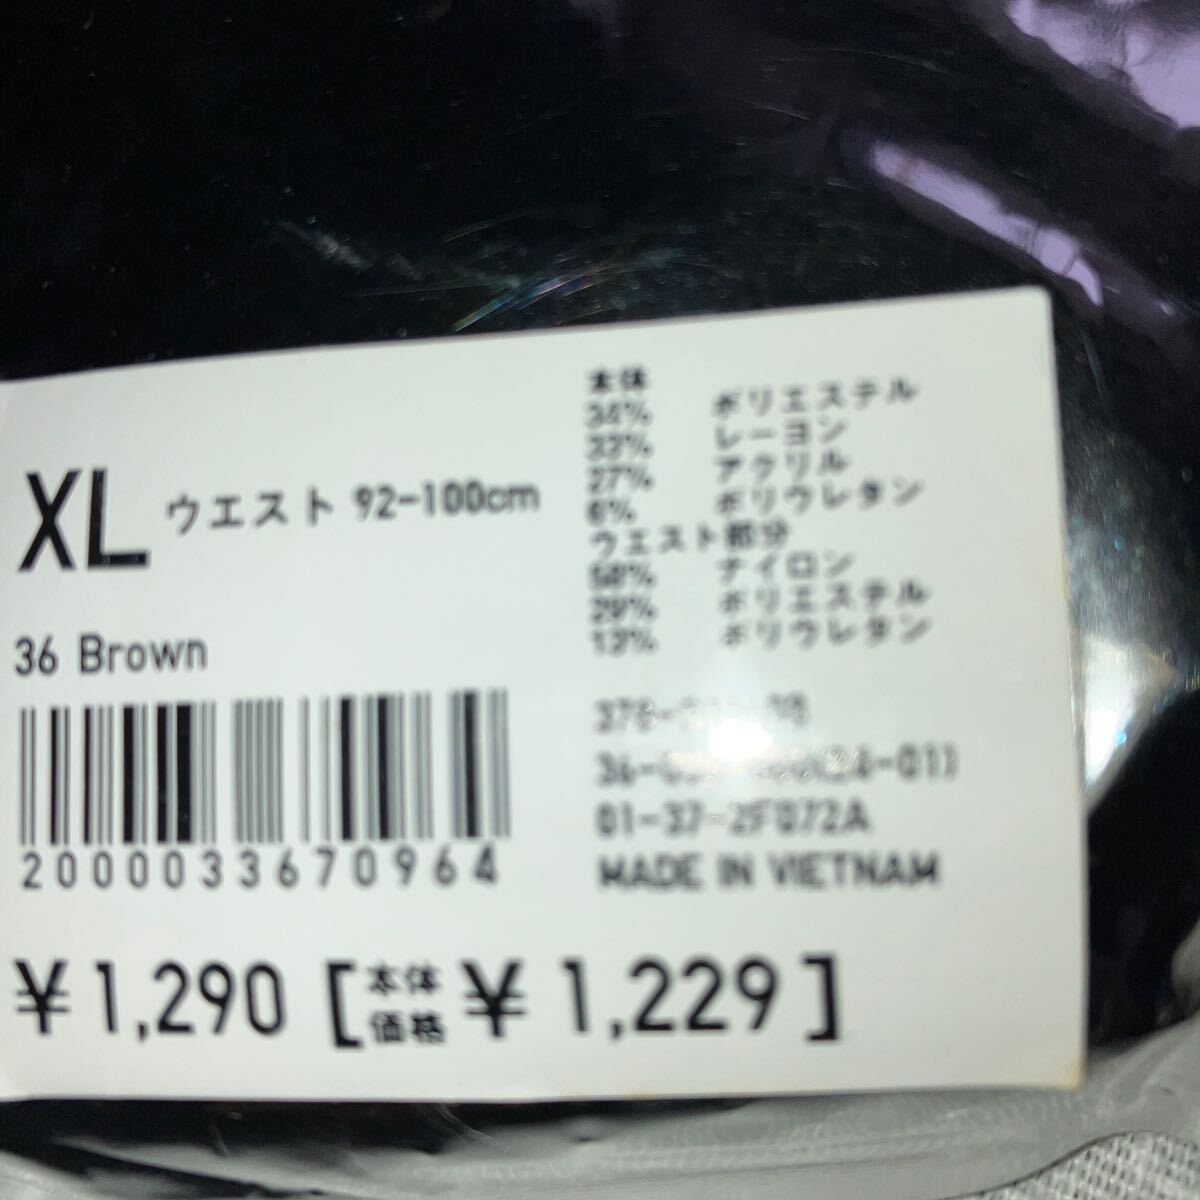 XL ウエスト 92-100cm
36 Brown
2000033670964
¥1,290 [本体価格 ¥1,229]
本体
34% ポリエステル
33% レーヨン
27% アクリル
6% ポリウレタン
ウエスト部分
58% ナイロン
29% ポリエステル
13% ポリウレタン
01-37-2F072A
MADE IN VIETNAM